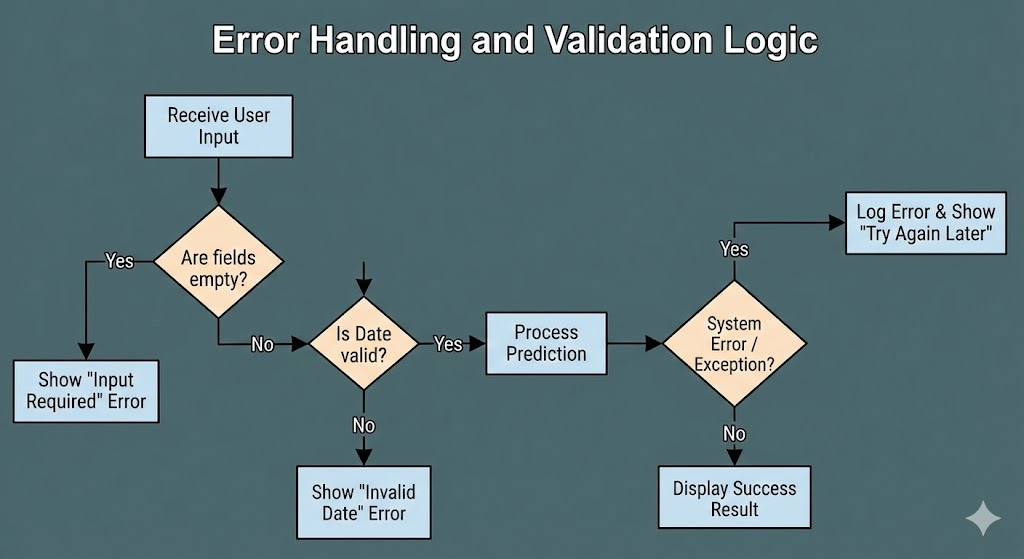 Error Handling and Validation Logic
Receive User
Input
Are fields
empty?
Yes
No
Show "Input
Required" Error
Is Date
valid?
Yes
No
Show "Invalid
Date" Error
Process
Prediction
System
Error /
Exception?
Yes
Log Error & Show
"Try Again Later"
No
Display Success
Result